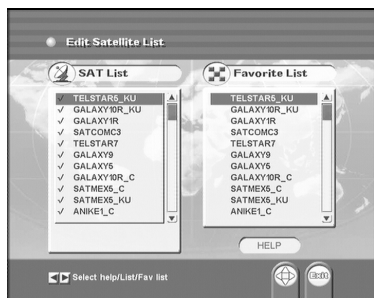 Edit Satellite List
SAT List
✓ TELSTAR5_KU
✓ GALAXY10R_KU
✓ GALAXY1R
✓ SATCOMC3
✓ TELSTAR7
✓ GALAXY9
✓ GALAXY5
✓ GALAXY10R_C
✓ SATMEX5_C
✓ SATMEX5_KU
✓ ANIKE1_C
Favorite List
TELSTAR5_KU
GALAXY10R_KU
GALAXY1R
SATCOMC3
TELSTAR7
GALAXY9
GALAXY5
GALAXY10R_C
SATMEX5_C
SATMEX5_KU
ANIKE1_C
HELP
Select help/List/Fav list
Exit